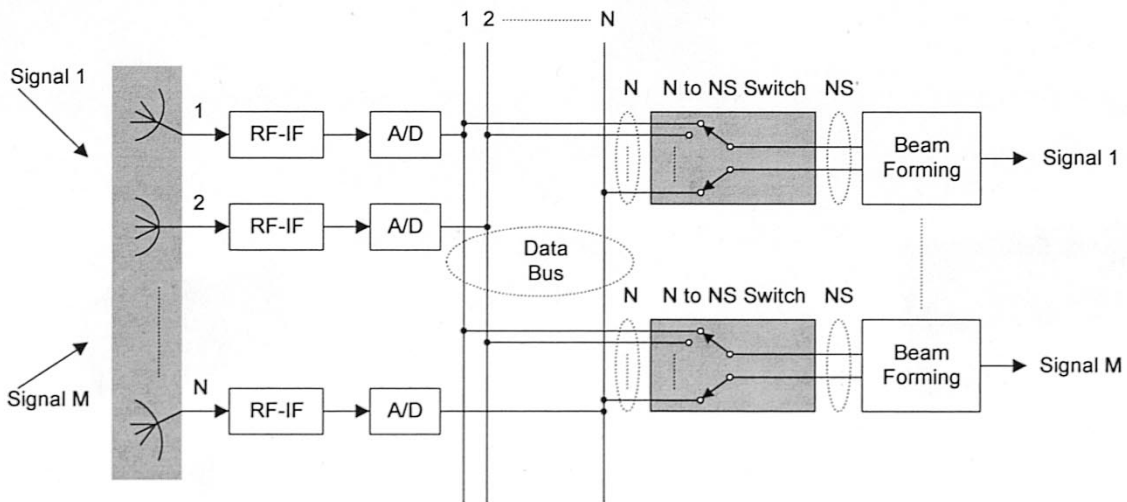 1 2 N
Signal 1
1
RF-IF
A/D
N
N to NS Switch
NS
Beam
Forming
Signal 1
2
RF-IF
A/D
Data
Bus
N
N to NS Switch
NS
Beam
Forming
Signal M
Signal M
N
RF-IF
A/D